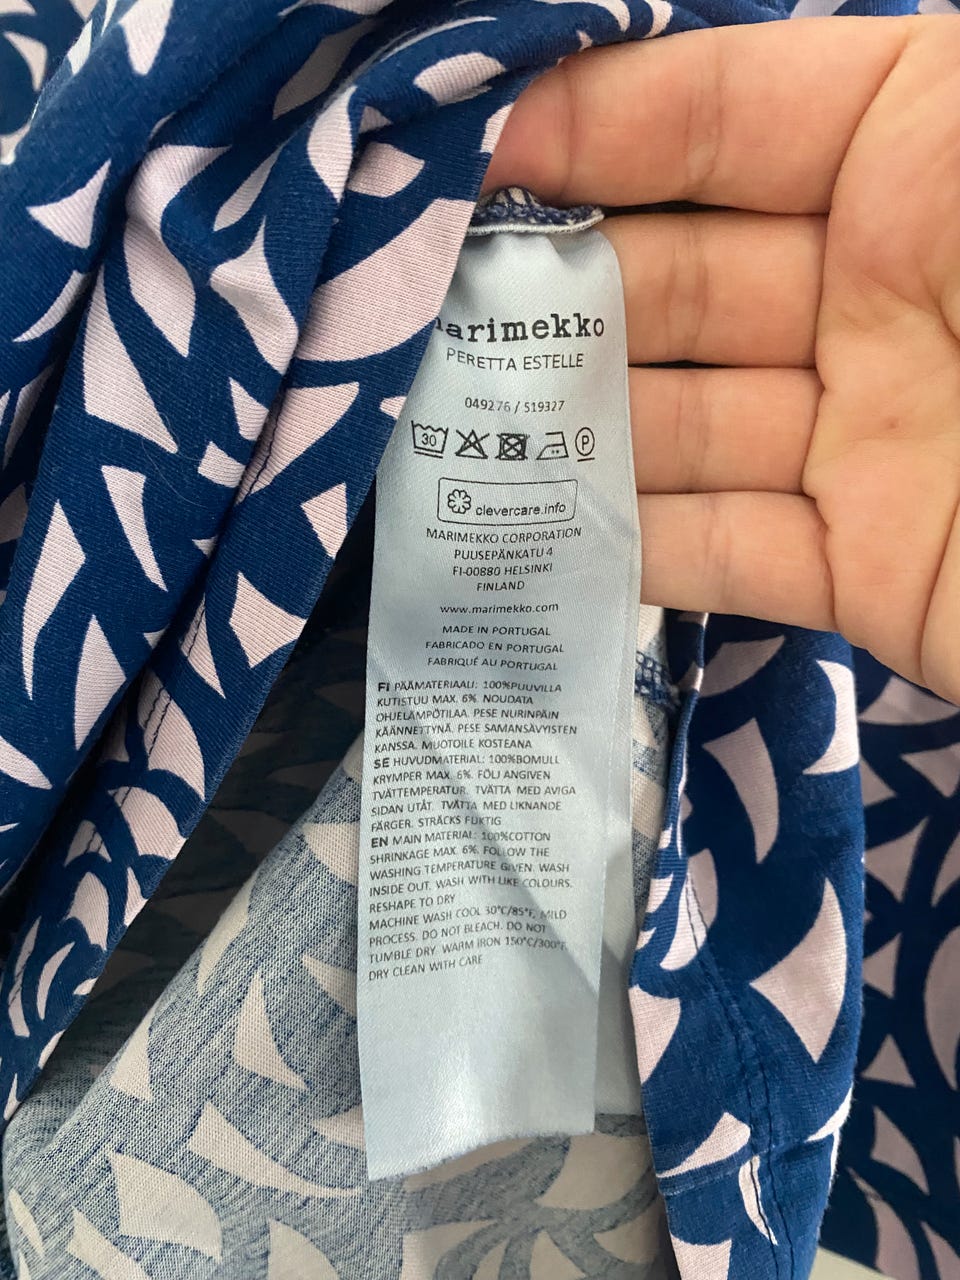 marimekko
PERETTA ESTELLE
049276 / 519327
30
P
clevercare.info
MARIMEKKO CORPORATION
PUUSEPÄNKATU 4
FI-00880 HELSINKI
FINLAND
www.marimekko.com
MADE IN PORTUGAL
FABRICADO EN PORTUGAL
FABRIQUÉ AU PORTUGAL
FI PÄÄMATERIAALI: 100%PUUVILLA
KUTISTUU MAX. 6%. NOUDATA
OHJELÄMPÖTILAA. PESE NURINPÄIN
KÄÄNNETTYNÄ. PESE SAMANSÄVYISTEN
KANSSA. MUOTOILE KOSTEANA
SE HUVUDMATERIAL: 100%BOMULL
KRYMPER MAX. 6%. FÖLJ ANGIVEN
TVÄTTEMPERATUR. TVÄTTA MED AVIGA
SIDAN UTÅT. TVÄTTA MED LIKNANDE
FÄRGER. STRÄCKS FUKTIG
EN MAIN MATERIAL: 100%COTTON
SHRINKAGE MAX. 6%. FOLLOW THE
WASHING TEMPERATURE GIVEN. WASH
INSIDE OUT. WASH WITH LIKE COLOURS.
RESHAPE TO DRY
MACHINE WASH COOL 30°C/85°F, MILD
PROCESS. DO NOT BLEACH. DO NOT
TUMBLE DRY. WARM IRON 150°C/300°F
DRY CLEAN WITH CARE